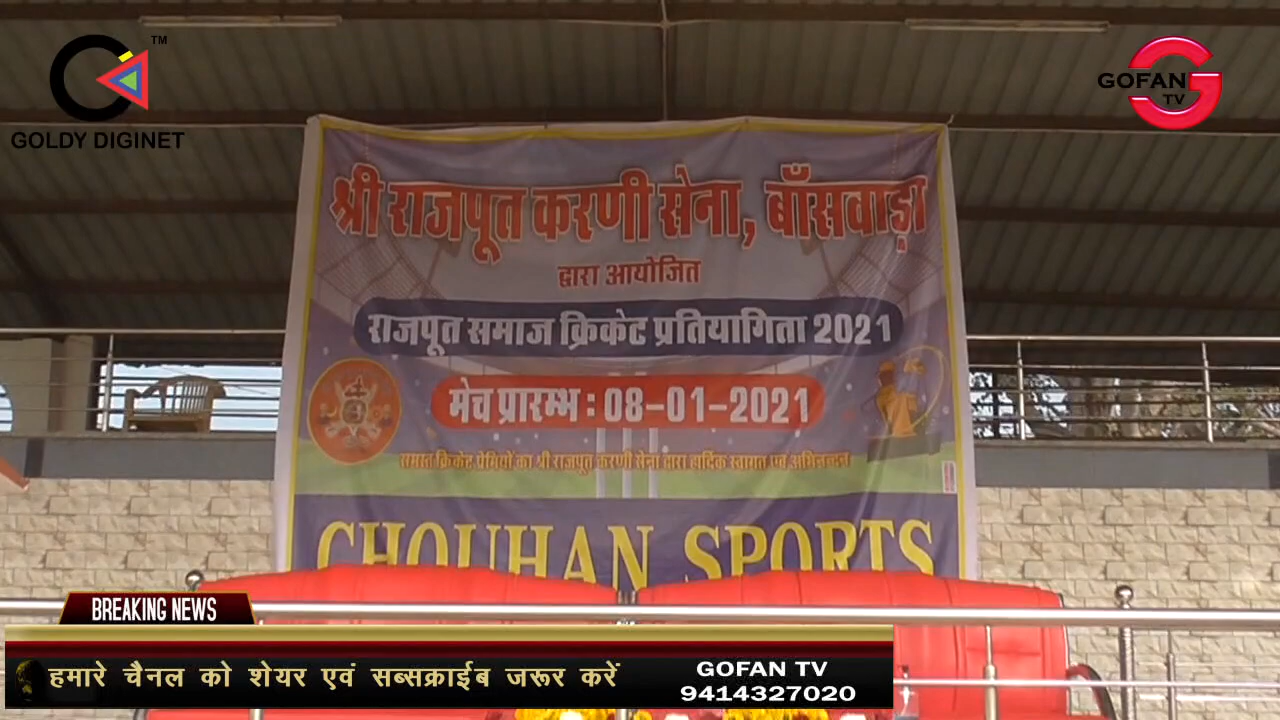 TM
GOLDY DIGINET
GOFAN
TV
श्री राजपूत करणी सेना, बाँसवाड़ा
द्वारा आयोजित
राजपूत समाज क्रिकेट प्रतियागिता 2021
मेच प्रारम्भ : 08-01-2021
समस्त क्रिकेट प्रेमियों का श्री राजपूत करणी सेना द्वारा हार्दिक स्वागत एवं अभिनन्दन
CHOUHAN SPORTS
BREAKING NEWS
हमारे चैनल को शेयर एवं सब्सक्राईब जरूर करें
GOFAN TV
9414327020